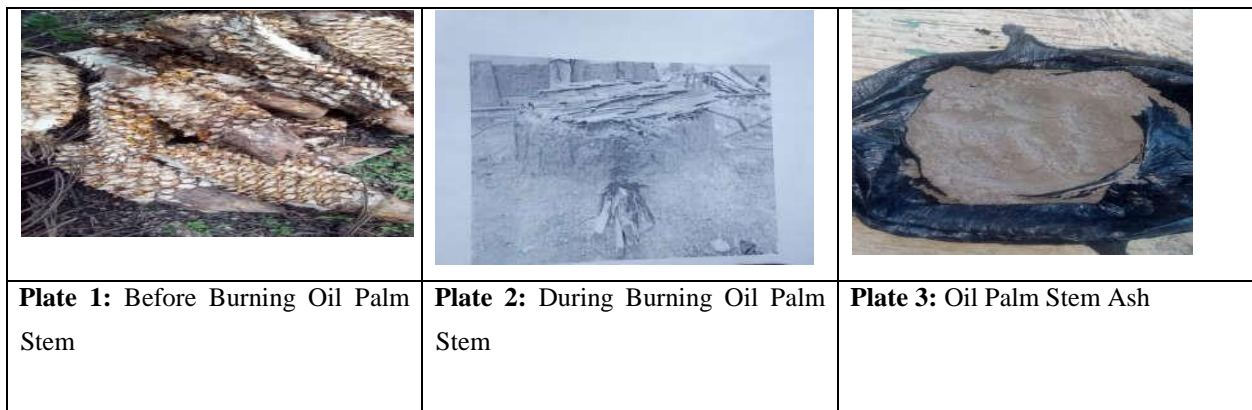 Plate 1: Before Burning Oil Palm
Stem
Plate 2: During Burning Oil Palm
Stem
Plate 3: Oil Palm Stem Ash